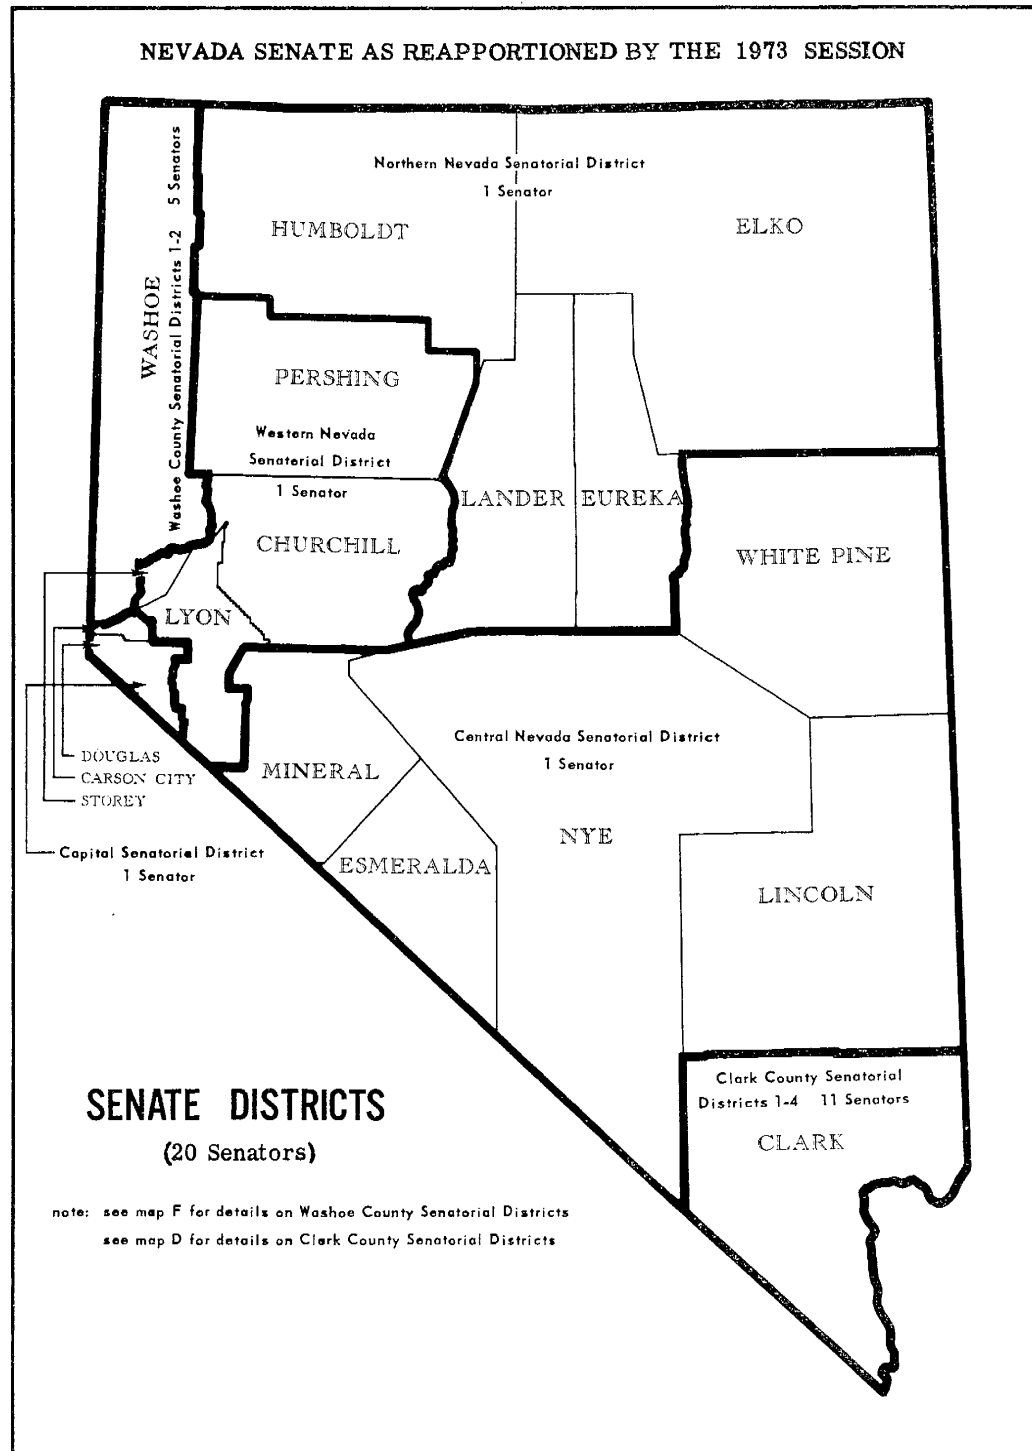 NEVADA SENATE AS REAPPORTIONED BY THE 1973 SESSION
Northern Nevada Senatorial District
1 Senator
HUMBOLDT
ELKO
WASHOE
Washoe County Senatorial Districts 1-2 5 Senators
PERSHING
Western Nevada
Senatorial District
1 Senator
LANDER
EUREKA
CHURCHILL
WHITE PINE
LYON
Central Nevada Senatorial District
1 Senator
DOUGLAS
CARSON CITY
STOREY
MINERAL
NYE
Capital Senatorial District
1 Senator
ESMERALDA
LINCOLN
Clark County Senatorial
Districts 1-4 11 Senators
CLARK
SENATE DISTRICTS
(20 Senators)
note: see map F for details on Washoe County Senatorial Districts
see map D for details on Clark County Senatorial Districts